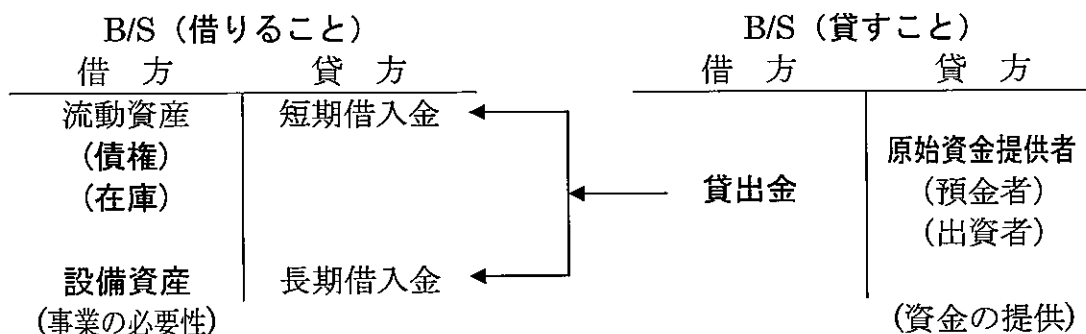 B/S（借りること）
借　方　貸　方
流動資産　短期借入金
(債権)
(在庫)
設備資産　長期借入金
(事業の必要性)
B/S（貸すこと）
借　方　貸　方
貸出金
原始資金提供者
(預金者)
(出資者)
(資金の提供)